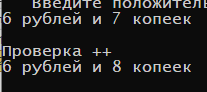 Введите положитель
6 рублей и 7 копеек
Проверка ++
6 рублей и 8 копеек